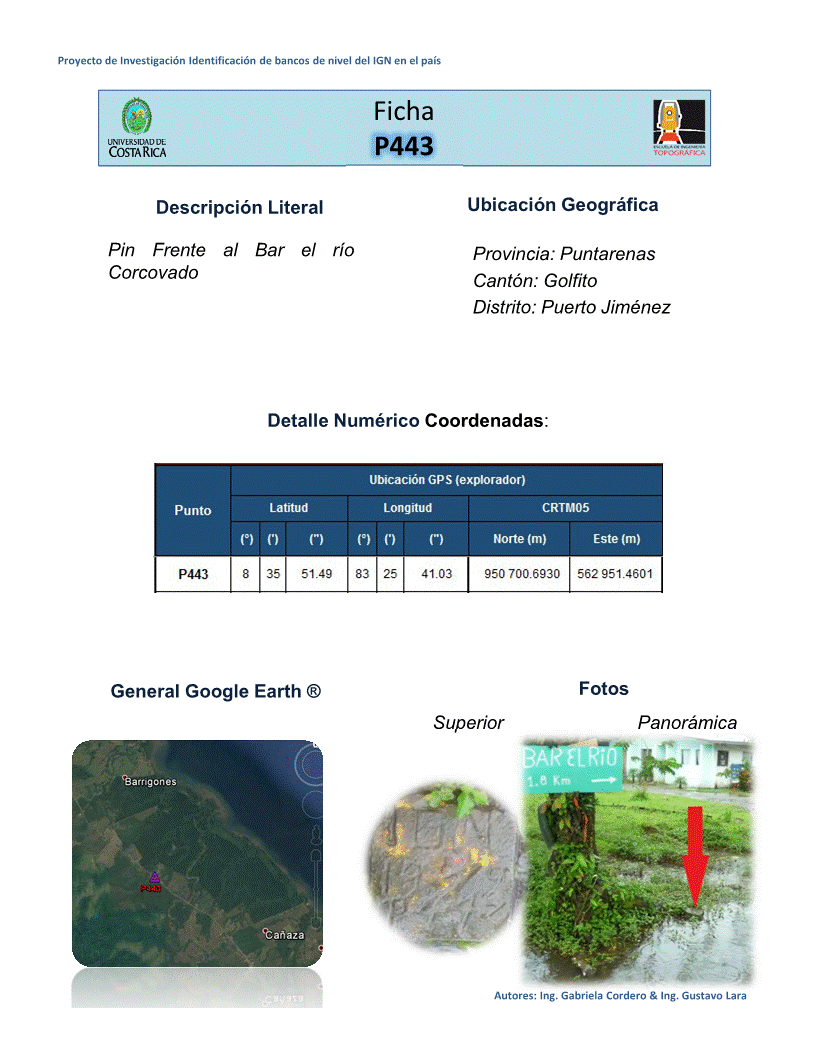 Proyecto de Investigación Identificación de bancos de nivel del IGN en el país
UNIVERSIDAD DE
COSTA RICA
Ficha
P443
ESCUELA DE INGENIERÍA
TOPOGRÁFICA
Descripción Literal
Pin Frente al Bar el río
Corcovado
Ubicación Geográfica
Provincia: Puntarenas
Cantón: Golfito
Distrito: Puerto Jiménez
Detalle Numérico Coordenadas:
Punto
Ubicación GPS (explorador)
Latitud Longitud CRTM05
(°) (') (") (°) (') (") Norte (m) Este (m)
P443 8 35 51.49 83 25 41.03 950 700.6930 562 951.4601
General Google Earth ®
Barrigones
P443
Cañaza
Fotos
Superior Panorámica
IGN
BAR EL RIO
1.8 Km
Autores: Ing. Gabriela Cordero & Ing. Gustavo Lara